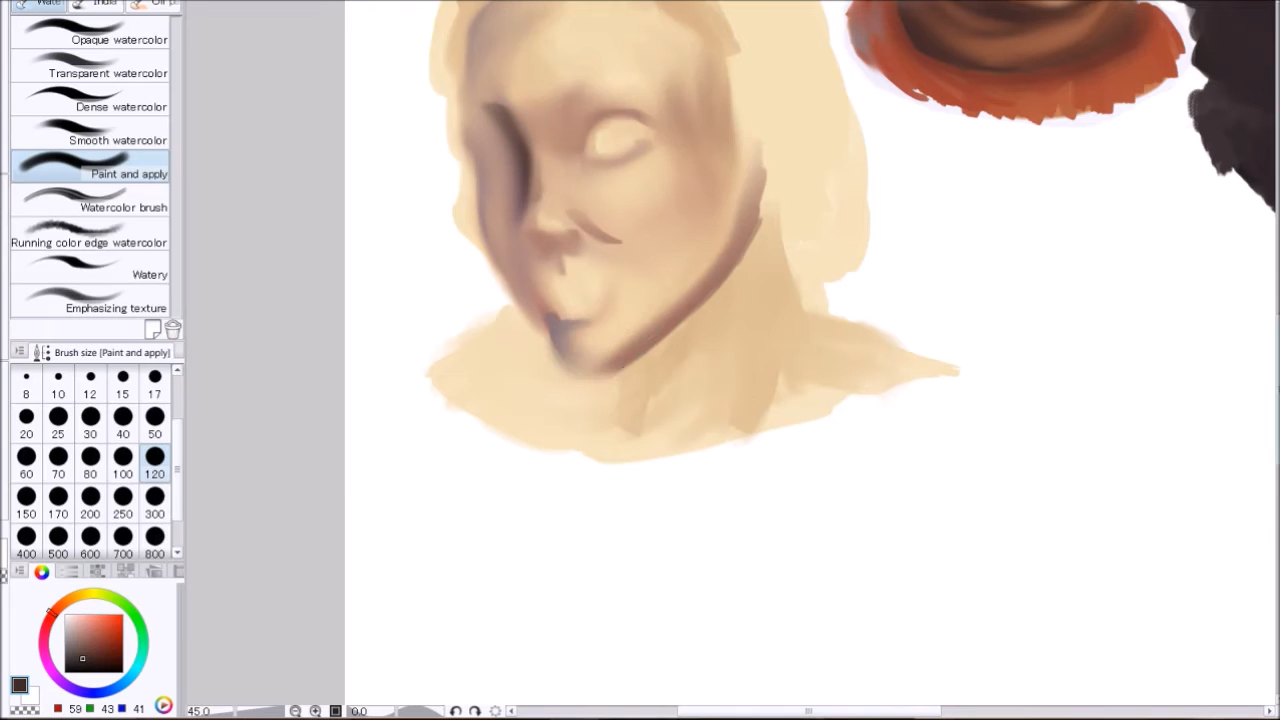 Opaque watercolor
Transparent watercolor
Dense watercolor
Smooth watercolor
Paint and apply
Watercolor brush
Running color edge watercolor
Watery
Emphasizing texture
Brush size [Paint and apply]
8 10 12 15 17
20 25 30 40 50
60 70 80 100 120
150 170 200 250 300
400 500 600 700 800
59 43 41
45.0 0.0